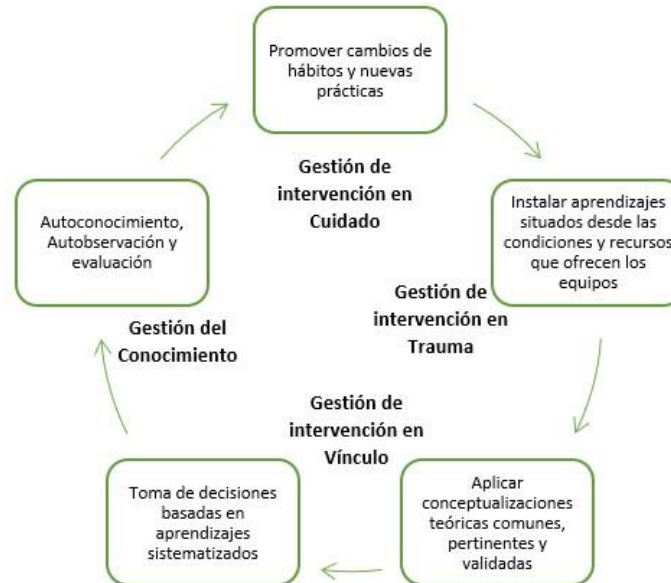 Promover cambios de
hábitos y nuevas
prácticas
Gestión de
intervención en
Cuidado
Autoconocimiento,
Autobservación y
evaluación
Instalar aprendizajes
situados desde las
condiciones y recursos
que ofrecen los
equipos
Gestión de
intervención en
Trauma
Gestión del
Conocimiento
Gestión de
intervención en
Vínculo
Toma de decisiones
basadas en
aprendizajes
sistematizados
Aplicar
conceptualizaciones
teóricas comunes,
pertinentes y
validadas